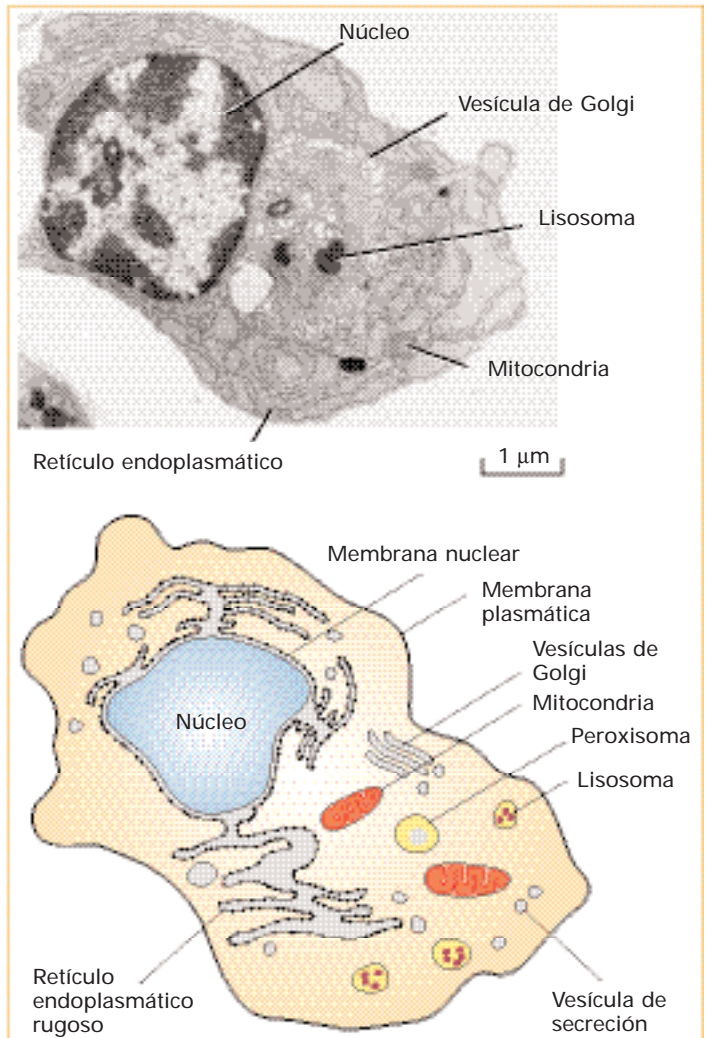 Núcleo
Vesícula de Golgi
Lisosoma
Mitocondria
Retículo endoplasmático
1 μm
Membrana nuclear
Membrana
plasmática
Vesículas de
Golgi
Mitocondria
Peroxisoma
Lisosoma
Núcleo
Retículo
endoplasmático
rugoso
Vesícula de
secreción